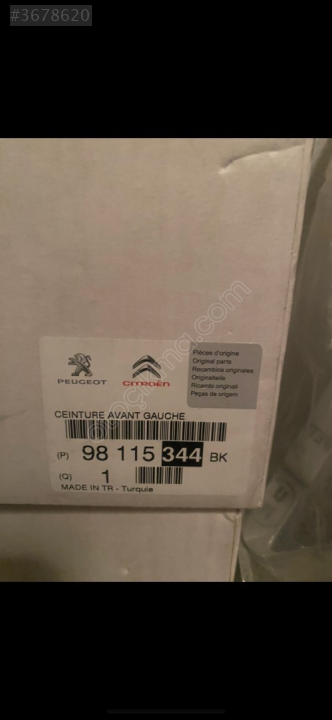 #3678620
PEUGEOT
CITROËN
Pièces d'origine
Original parts
Recambios originales
Originalteile
Ricambi originali
Peças de origem
CEINTURE AVANT GAUCHE
(P) 98 115 344 BK
(Q) 1
MADE IN TR - Turquie